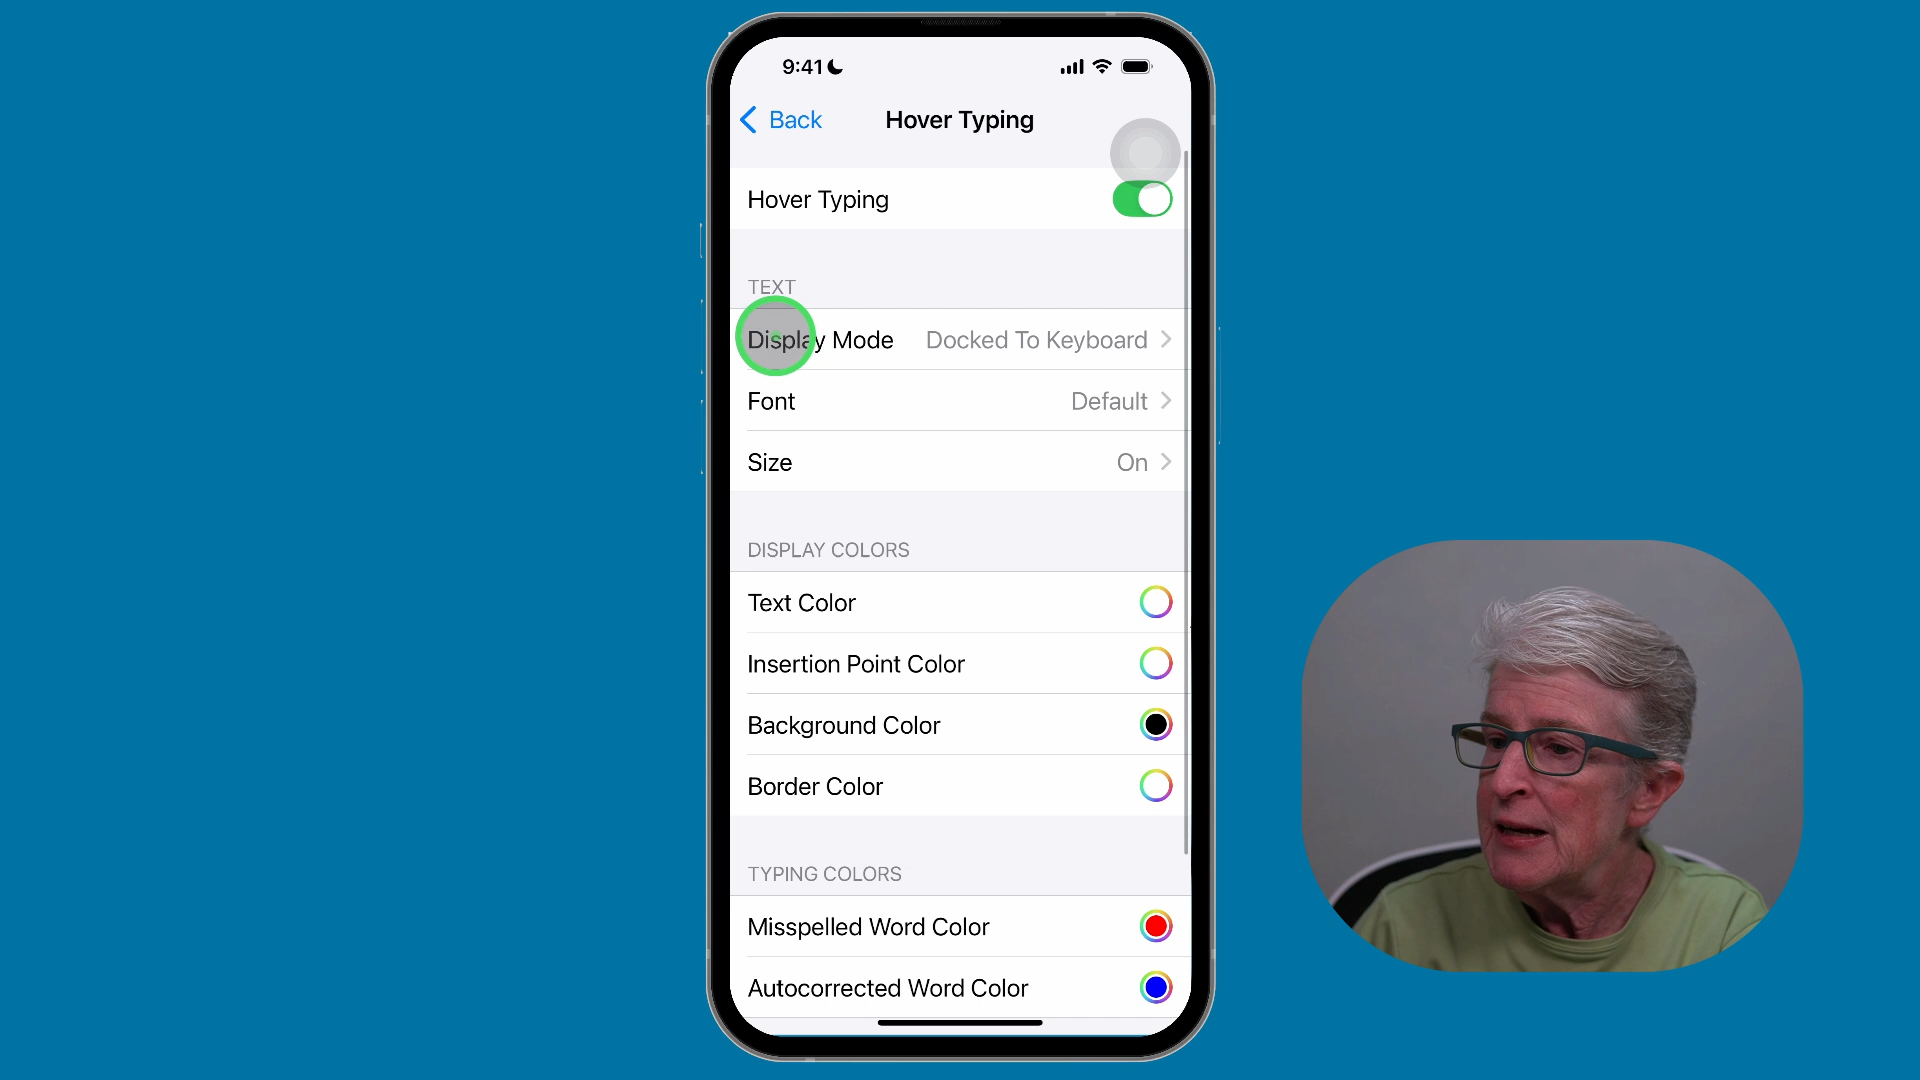 9:41
Back
Hover Typing
Hover Typing
TEXT
Display Mode Docked To Keyboard
Font Default
Size On
DISPLAY COLORS
Text Color
Insertion Point Color
Background Color
Border Color
TYPING COLORS
Misspelled Word Color
Autocorrected Word Color